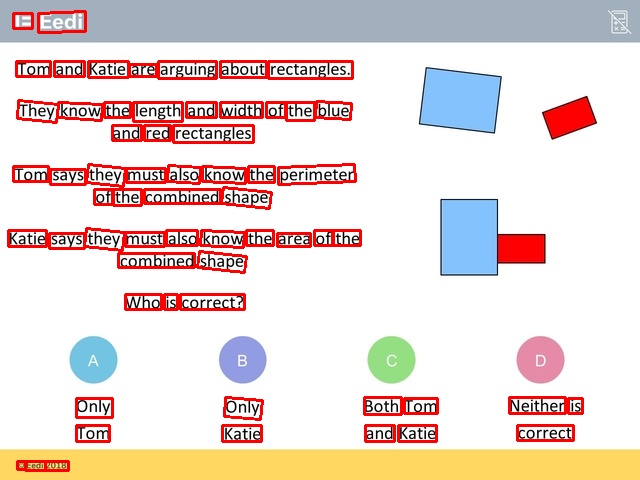 Eedi
Tom and Katie are arguing about rectangles.
They know the length and width of the blue
and red rectangles
Tom says they must also know the perimeter
of the combined shape
Katie says they must also know the area of the
combined shape
Who is correct?
A B C D
Only Only Both Tom Neither is
Tom Katie and Katie correct
© Eedi 2018